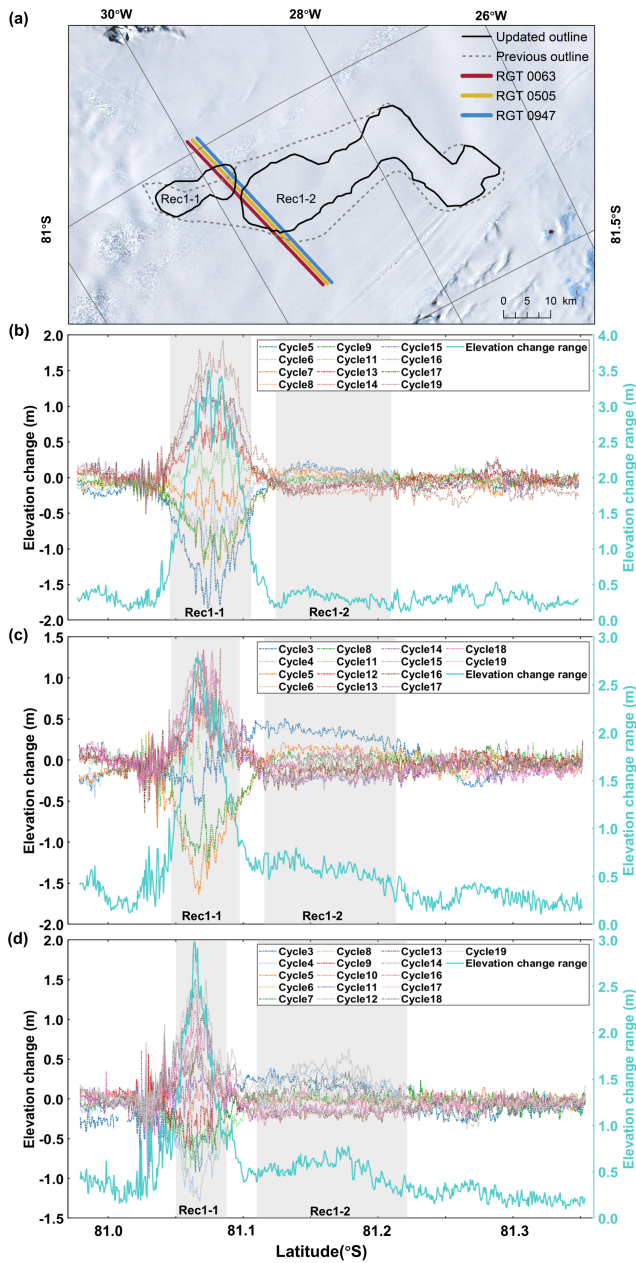 (a)
30°W
28°W
26°W
81°S
81.5°S
Updated outline
Previous outline
RGT 0063
RGT 0505
RGT 0947
Rec1-1
Rec1-2
0 5 10 km
(b)
Elevation change (m)
2.0
1.5
1.0
0.5
0.0
-0.5
-1.0
-1.5
-2.0
Cycle5 Cycle9 Cycle15 Elevation change range
Cycle6 Cycle11 Cycle16
Cycle7 Cycle13 Cycle17
Cycle8 Cycle14 Cycle19
Rec1-1
Rec1-2
4.0
3.5
3.0
2.5
2.0
1.5
1.0
0.5
0.0
Elevation change range (m)
(c)
Elevation change (m)
1.5
1.0
0.5
0.0
-0.5
-1.0
-1.5
-2.0
Cycle3 Cycle8 Cycle14 Cycle18
Cycle4 Cycle11 Cycle15 Cycle19
Cycle5 Cycle12 Cycle16 Elevation change range
Cycle6 Cycle13 Cycle17
Rec1-1
Rec1-2
3.0
2.5
2.0
1.5
1.0
0.5
0.0
Elevation change range (m)
(d)
Elevation change (m)
2.0
1.5
1.0
0.5
0.0
-0.5
-1.0
-1.5
Cycle3 Cycle8 Cycle13 Cycle19
Cycle4 Cycle9 Cycle14 Elevation change range
Cycle5 Cycle10 Cycle16
Cycle6 Cycle11 Cycle17
Cycle7 Cycle12 Cycle18
Rec1-1
Rec1-2
3.0
2.5
2.0
1.5
1.0
0.5
0.0
Elevation change range (m)
81.0 81.1 81.2 81.3
Latitude(°S)